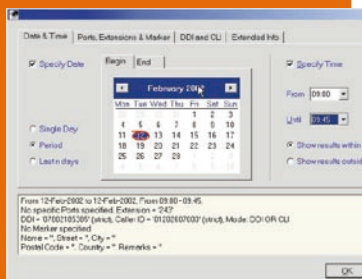 Date & Time Ports, Extensions & Marker DDI and CLI Extended Info
Specify Date
Begin End
February 2002
Mon Tue Wed Thu Fri Sat Sun
1 2 3
4 5 6 7 8 9 10
11 12 13 14 15 16 17
18 19 20 21 22 23 24
25 26 27 28
Single Day
Period
Last n days
Specify Time
From 09:00
Until 09:45
Show results within
Show results outsid
From 12-Feb-2002 to 12-Feb-2002, From 09:00 - 09:45.
No specific Ports specified, Extension = '243'
DDI = '07002185385' (strict), Caller ID = '01202607000' (strict), Mode: DDI OR CLI
No Marker specified
Name = '', Street = '', City = ''
Postal Code = '', Country = '', Remarks = ''
OK